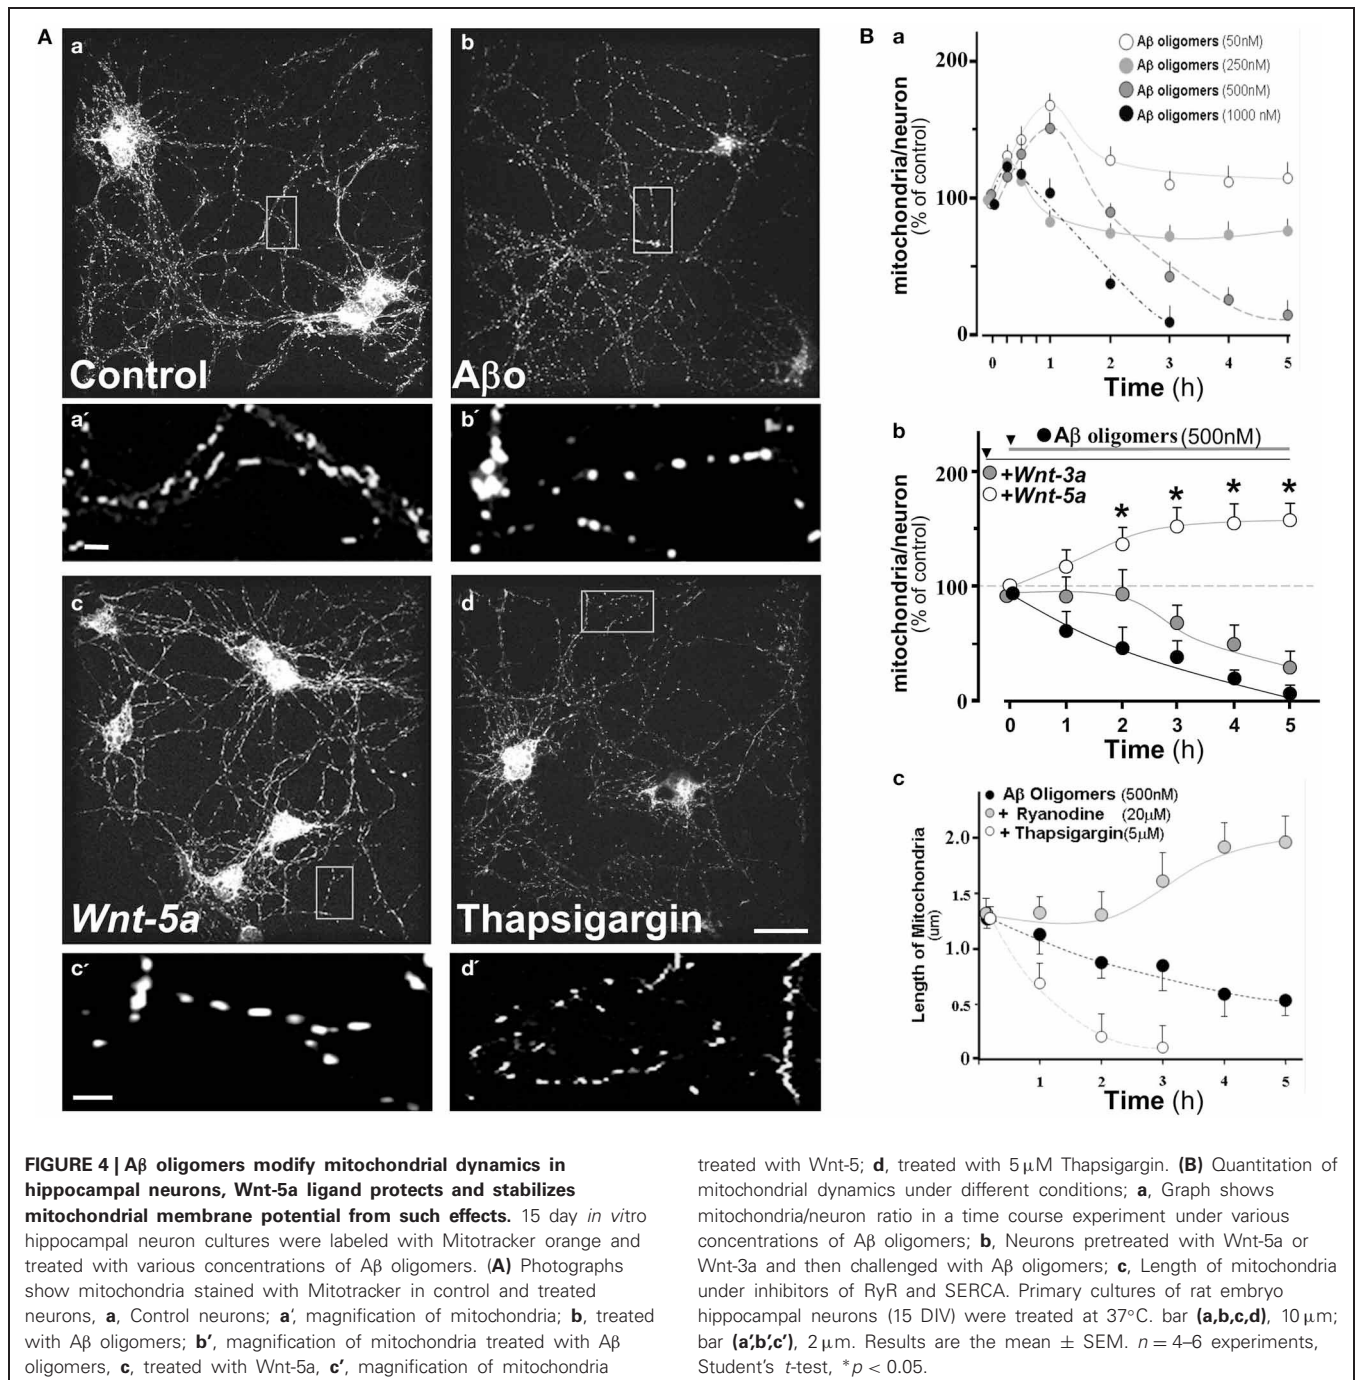 A
a
Control
b
Aβo
a´
b´
c
Wnt-5a
d
Thapsigargin
c´
d´
B a
Aβ oligomers (50nM)
Aβ oligomers (250nM)
Aβ oligomers (500nM)
Aβ oligomers (1000 nM)
mitochondria/neuron
(% of control)
200
100
0
0 1 2 3 4 5
Time (h)
b
Aβ oligomers (500nM)
+Wnt-3a
+Wnt-5a
* * * *
mitochondria/neuron
(% of control)
200
100
0
0 1 2 3 4 5
Time (h)
c
Aβ Oligomers (500nM)
+ Ryanodine (20µM)
+ Thapsigargin (5µM)
Length of Mitochondria
(um)
2.0
1.5
1.0
0.5
0
1 2 3 4 5
Time (h)
FIGURE 4 | Aβ oligomers modify mitochondrial dynamics in
hippocampal neurons, Wnt-5a ligand protects and stabilizes
mitochondrial membrane potential from such effects. 15 day in vitro
hippocampal neuron cultures were labeled with Mitotracker orange and
treated with various concentrations of Aβ oligomers. (A) Photographs
show mitochondria stained with Mitotracker in control and treated
neurons, a, Control neurons; a‘, magnification of mitochondria; b, treated
with Aβ oligomers; b’, magnification of mitochondria treated with Aβ
oligomers, c, treated with Wnt-5a, c’, magnification of mitochondria
treated with Wnt-5; d, treated with 5 µM Thapsigargin. (B) Quantitation of
mitochondrial dynamics under different conditions; a, Graph shows
mitochondria/neuron ratio in a time course experiment under various
concentrations of Aβ oligomers; b, Neurons pretreated with Wnt-5a or
Wnt-3a and then challenged with Aβ oligomers; c, Length of mitochondria
under inhibitors of RyR and SERCA. Primary cultures of rat embryo
hippocampal neurons (15 DIV) were treated at 37°C. bar (a,b,c,d), 10 µm;
bar (a’,b’,c’), 2 µm. Results are the mean ± SEM. n = 4–6 experiments,
Student’s t-test, *p < 0.05.